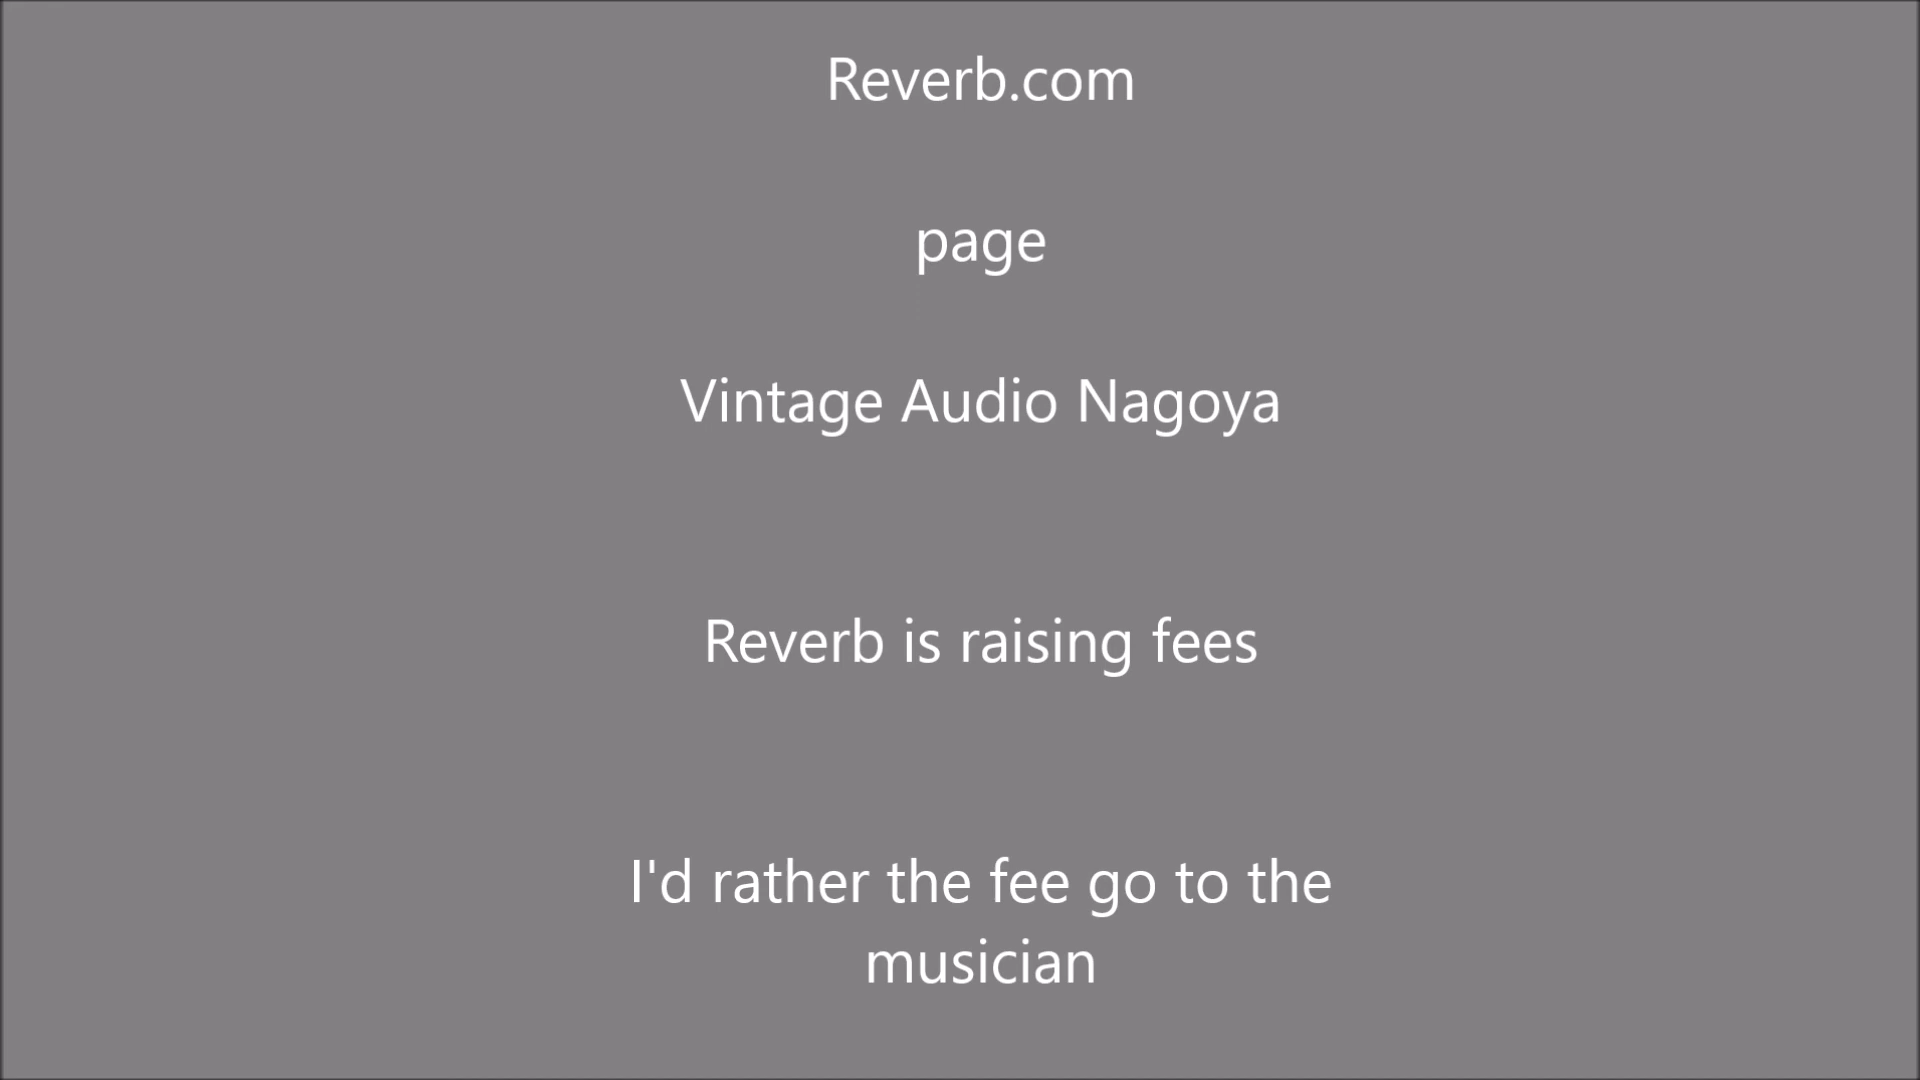 Reverb.com
page
Vintage Audio Nagoya
Reverb is raising fees
I'd rather the fee go to the
musician